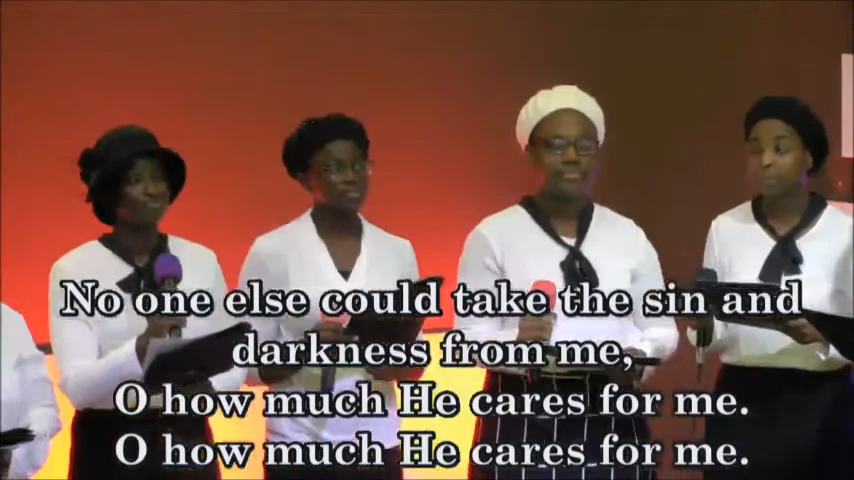 No one else could take the sin and
darkness from me,
O how much He cares for me.
O how much He cares for me.